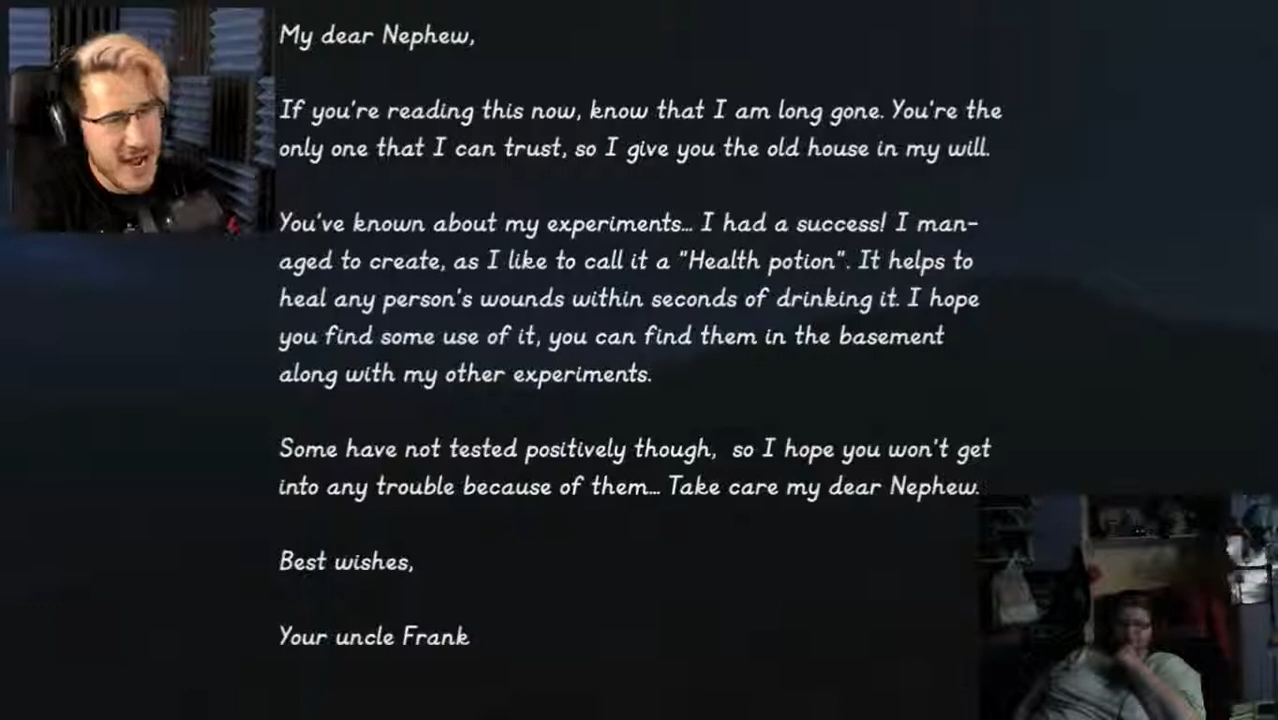 My dear Nephew,
If you're reading this now, know that I am long gone. You're the
only one that I can trust, so I give you the old house in my will.
You've known about my experiments... I had a success! I man-
aged to create, as I like to call it a "Health potion". It helps to
heal any person's wounds within seconds of drinking it. I hope
you find some use of it, you can find them in the basement
along with my other experiments.
Some have not tested positively though,  so I hope you won't get
into any trouble because of them... Take care my dear Nephew.
Best wishes,
Your uncle Frank